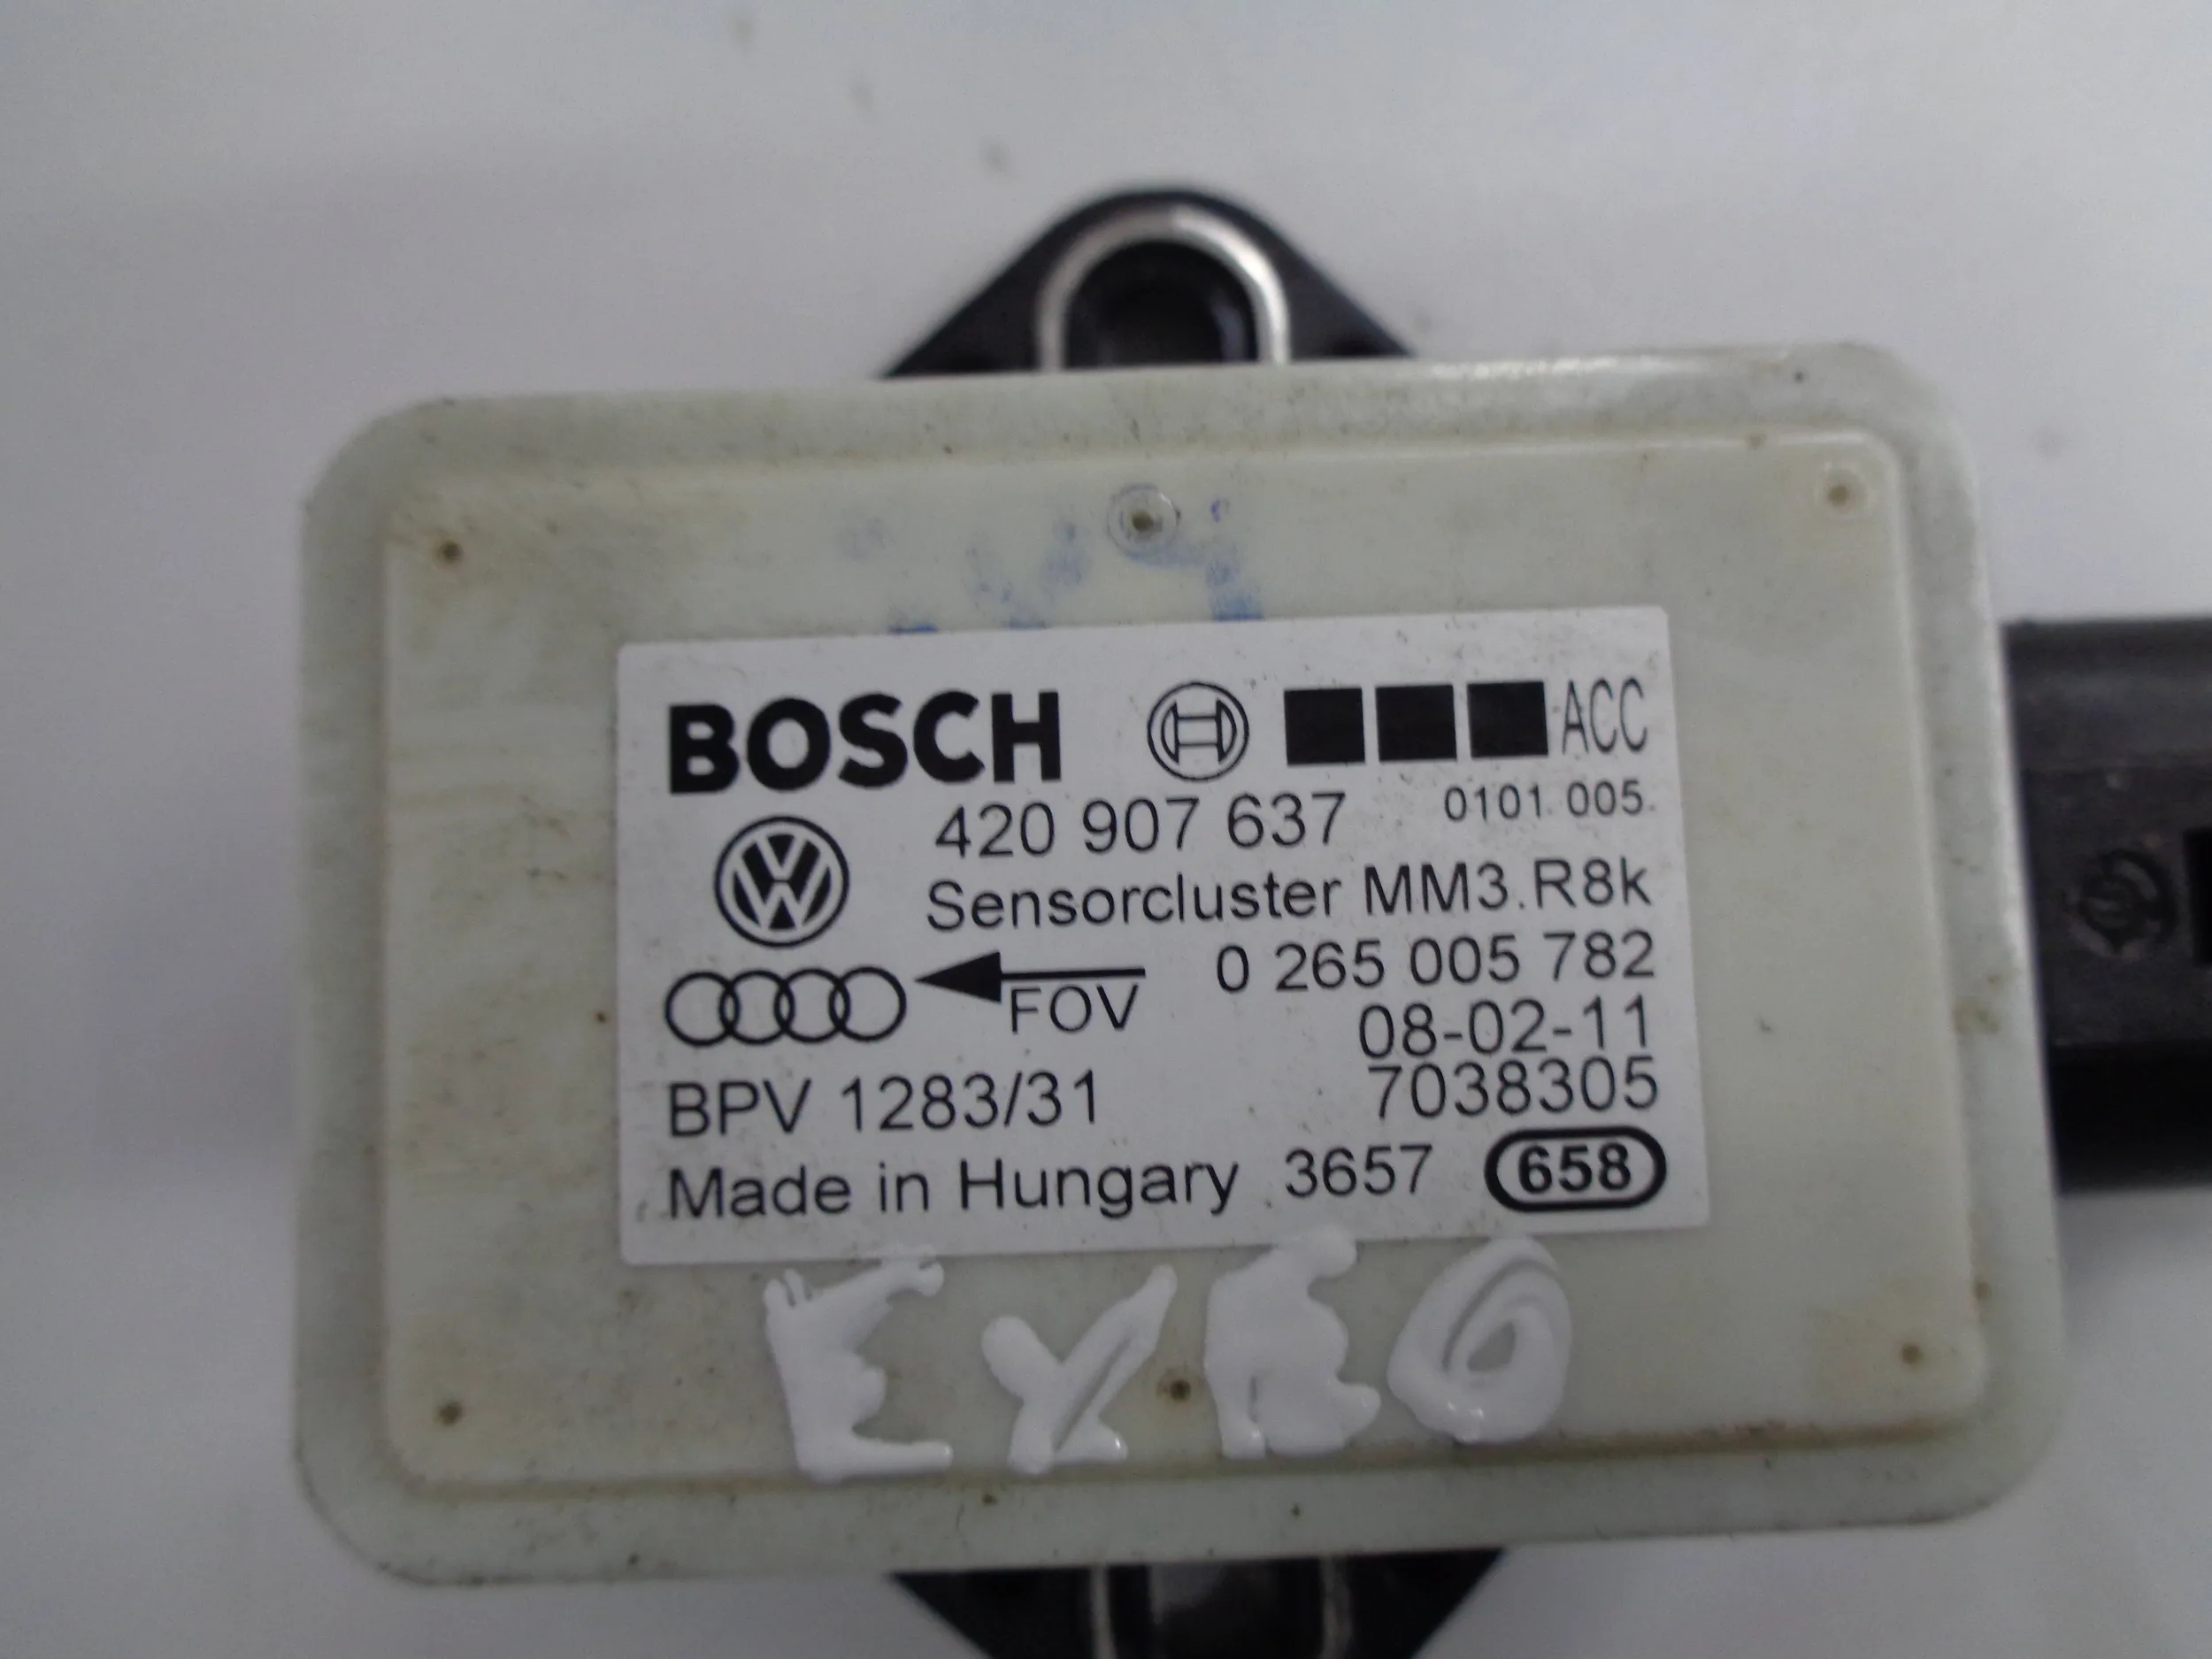 BOSCH ACC
420 907 637 0101 005
Sensorcluster MM3.R8k
0 265 005 782
FOV
08-02-11
BPV 1283/31 7038305
Made in Hungary 3657 658
EXEO